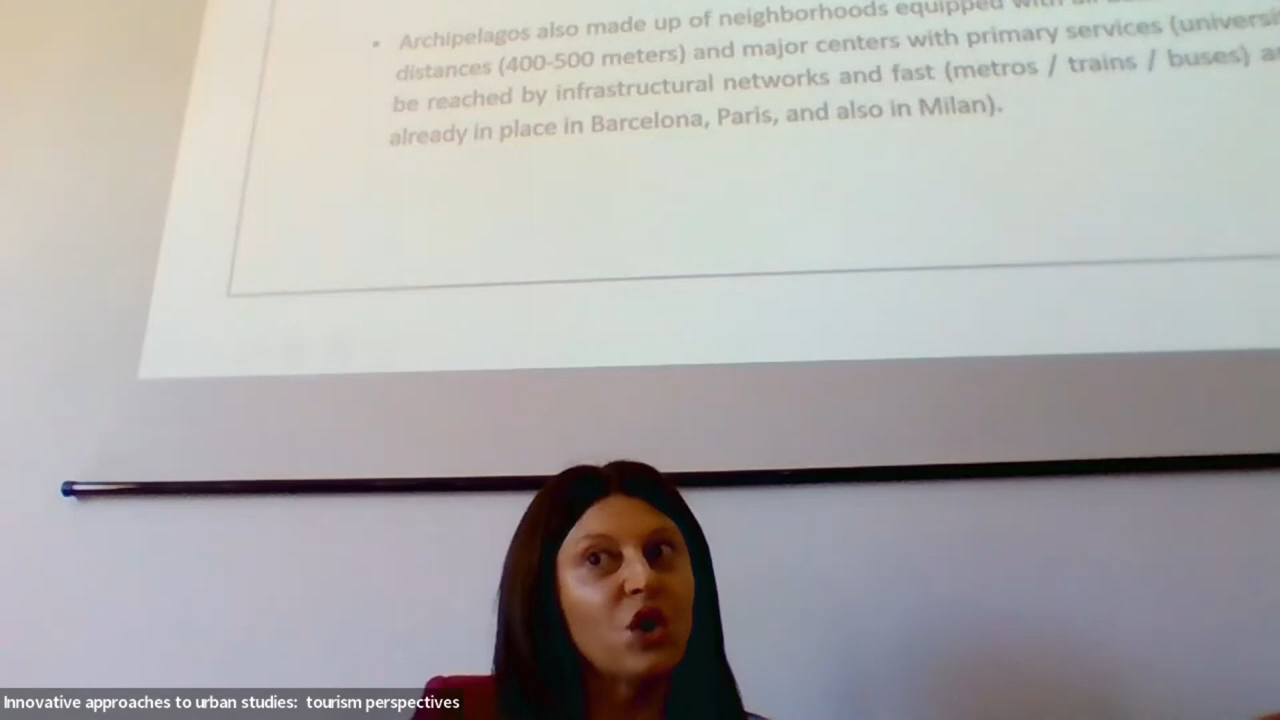 • Archipelagos also made up of neighborhoods equipped with all
distances (400-500 meters) and major centers with primary services
be reached by infrastructural networks and fast (metros / trains / buses)
already in place in Barcelona, Paris, and also in Milan).
Innovative approaches to urban studies: tourism perspectives